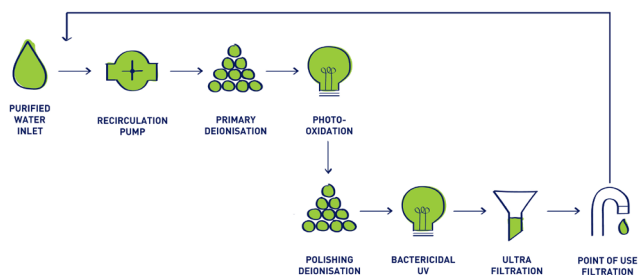 PURIFIED
WATER
INLET
RECIRCULATION
PUMP
PRIMARY
DEIONISATION
PHOTO-
OXIDATION
POLISHING
DEIONISATION
BACTERICIDAL
UV
ULTRA
FILTRATION
POINT OF USE
FILTRATION